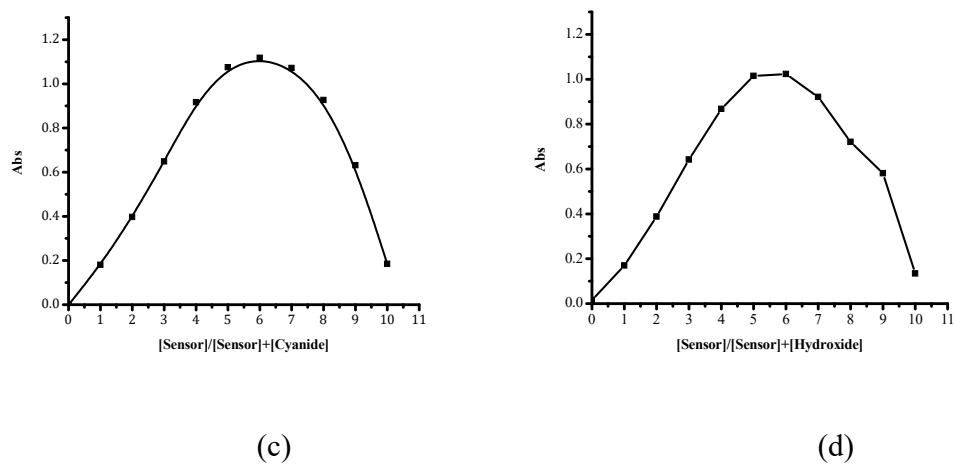 1.2
1.0
0.8
0.6
0.4
0.2
0.0
Abs
0 1 2 3 4 5 6 7 8 9 10 11
[Sensor]/[Sensor]+[Cyanide]
(c)
1.2
1.0
0.8
0.6
0.4
0.2
0.0
Abs
0 1 2 3 4 5 6 7 8 9 10 11
[Sensor]/[Sensor]+[Hydroxide]
(d)